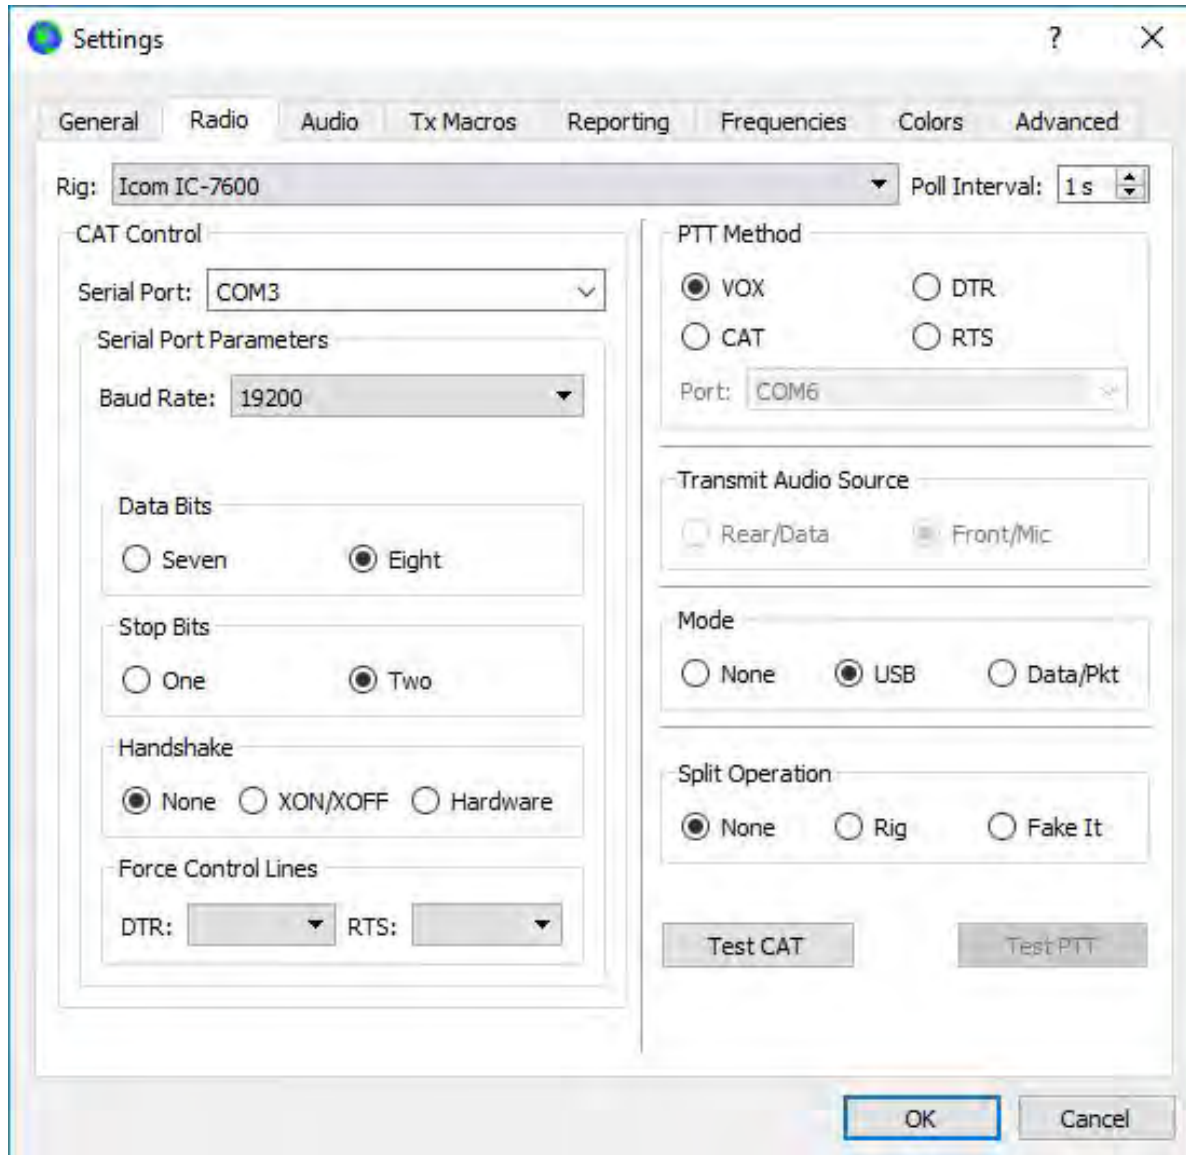 Settings
?
General Radio Audio Tx Macros Reporting Frequencies Colors Advanced
Rig: Icom IC-7600 Poll Interval: 1 s
CAT Control
Serial Port: COM3
Serial Port Parameters
Baud Rate: 19200
Data Bits
Seven Eight
Stop Bits
One Two
Handshake
None XON/XOFF Hardware
Force Control Lines
DTR: RTS:
PTT Method
VOX DTR
CAT RTS
Port: COM6
Transmit Audio Source
Rear/Data Front/Mic
Mode
None USB Data/Pkt
Split Operation
None Rig Fake It
Test CAT Test PTT
OK Cancel